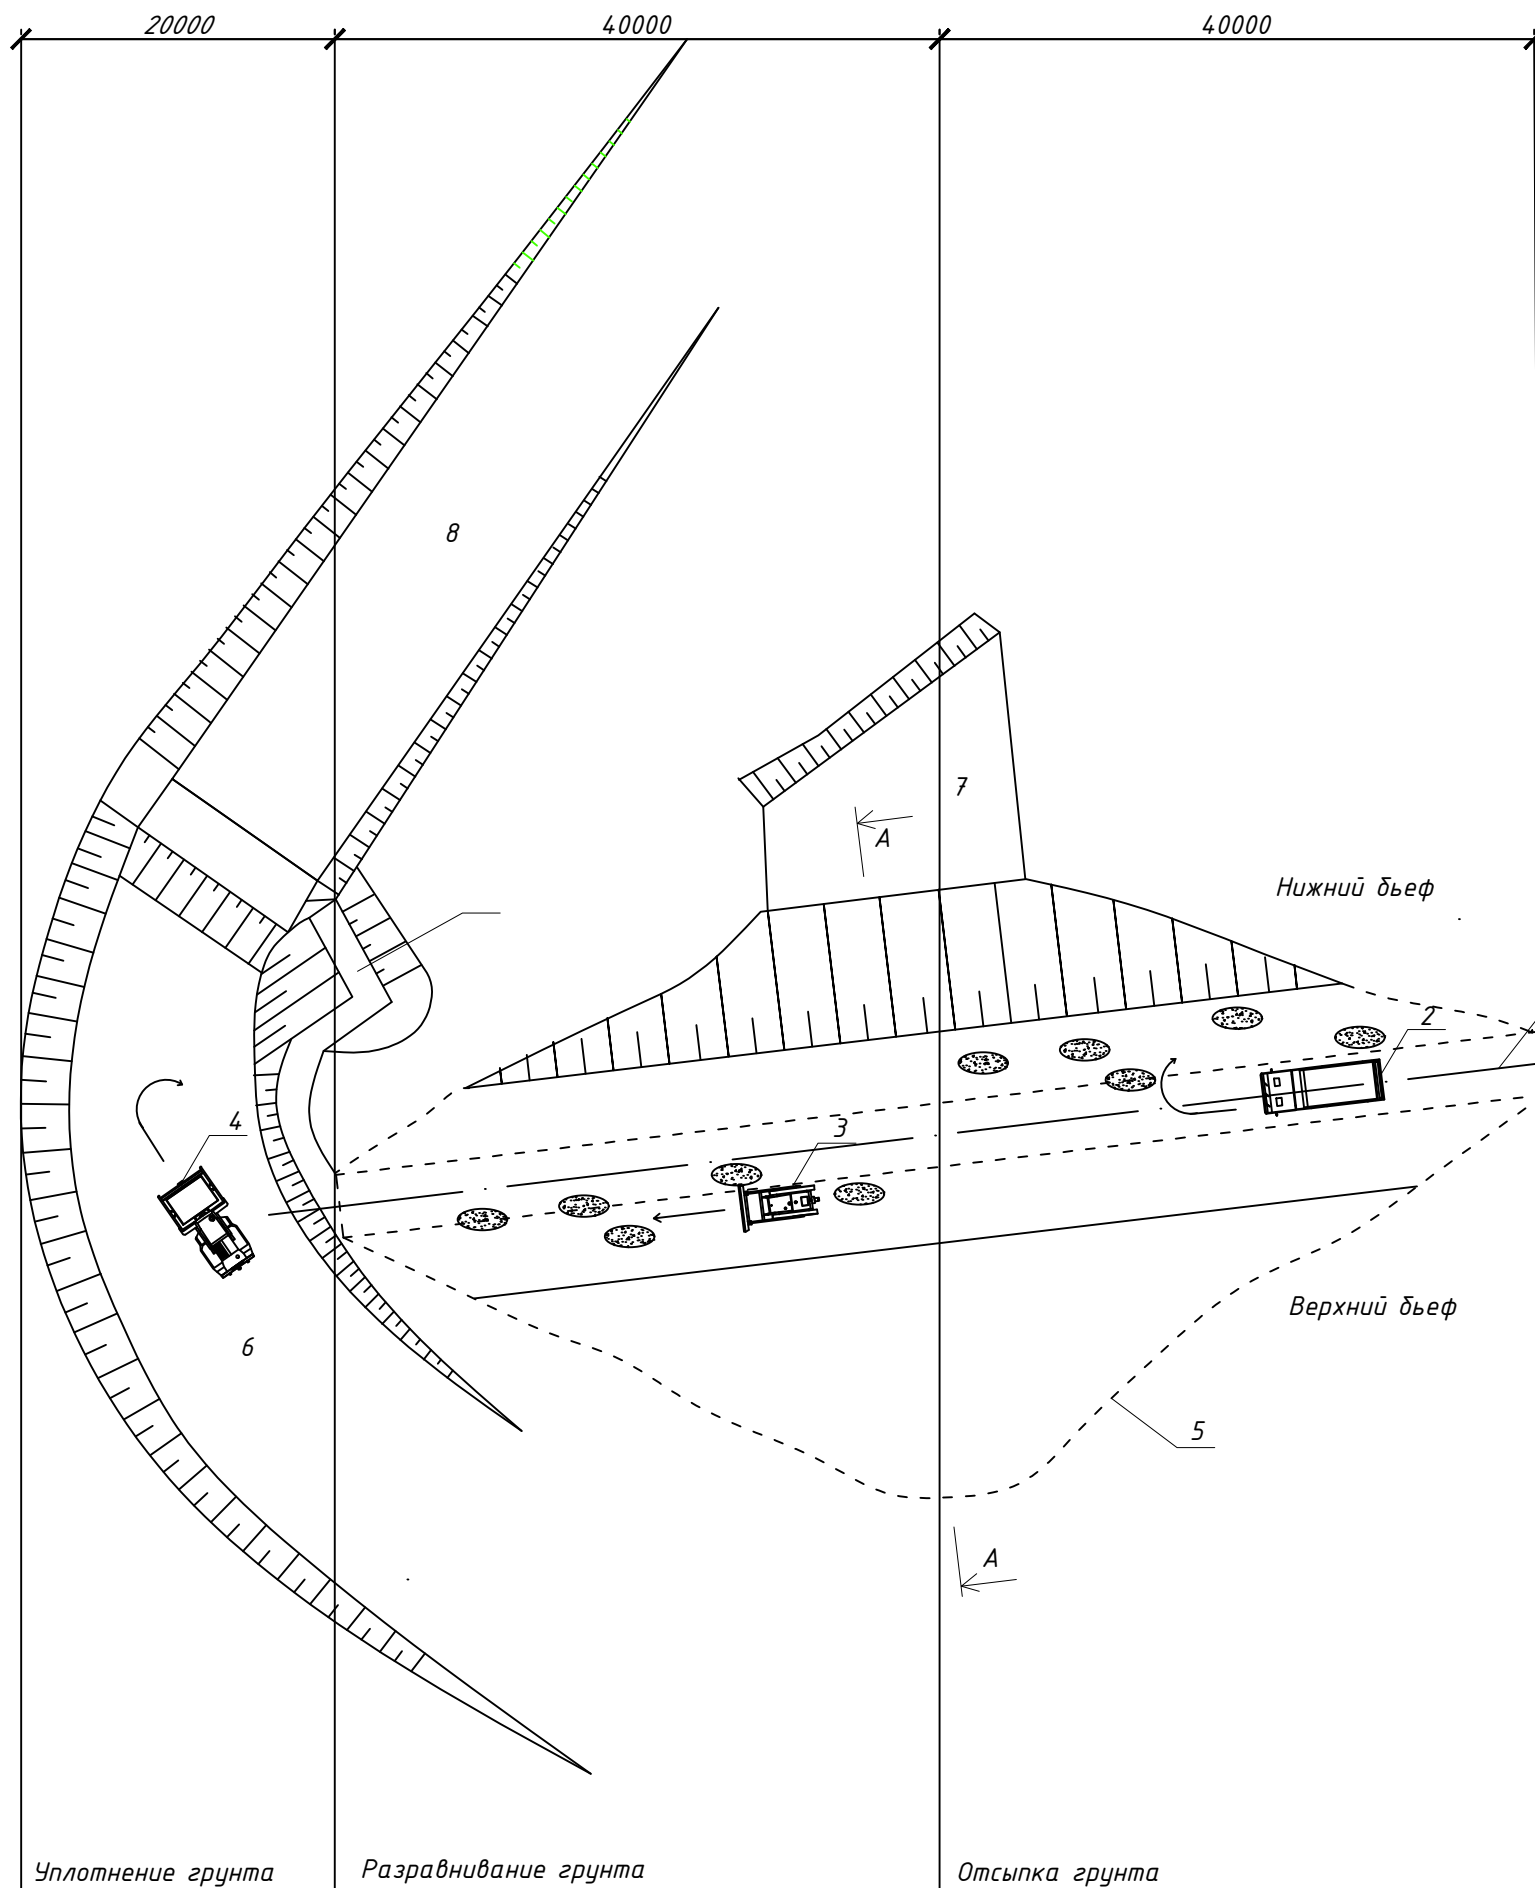 20000
40000
40000
8
7
А
Нижний бьеф
2
4
3
6
Верхний бьеф
5
А
Уплотнение грунта
Разравнивание грунта
Отсыпка грунта